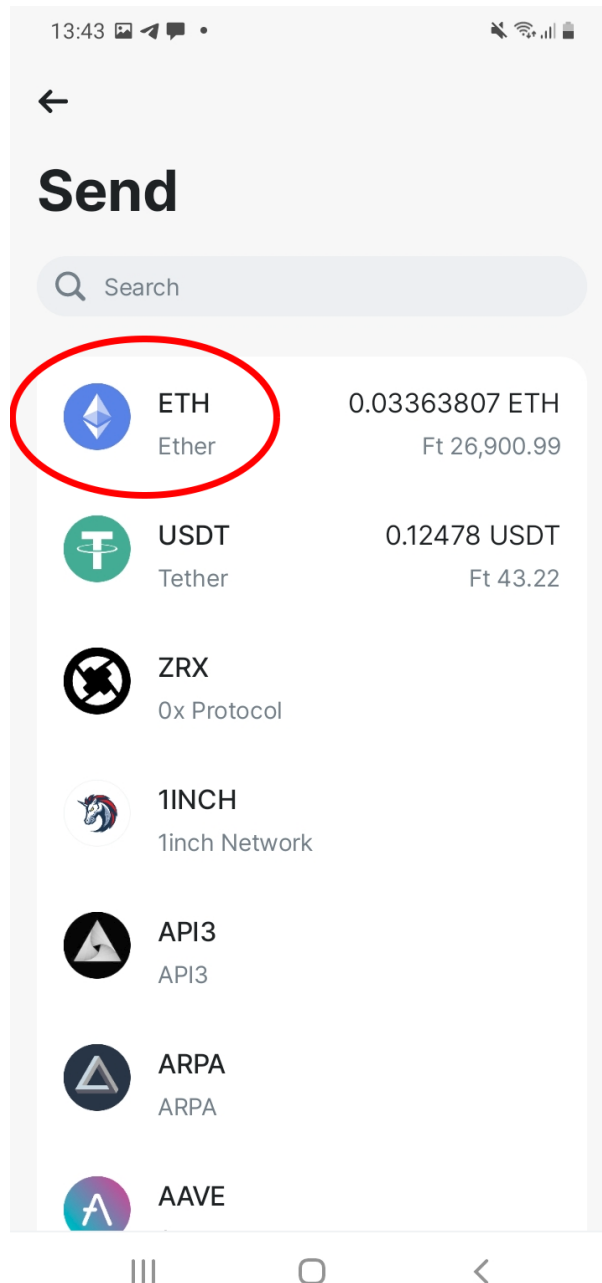 13:43
Send
Search
ETH 0.03363807 ETH
Ether Ft 26,900.99
USDT 0.12478 USDT
Tether Ft 43.22
ZRX
0x Protocol
1INCH
1inch Network
API3
API3
ARPA
ARPA
AAVE